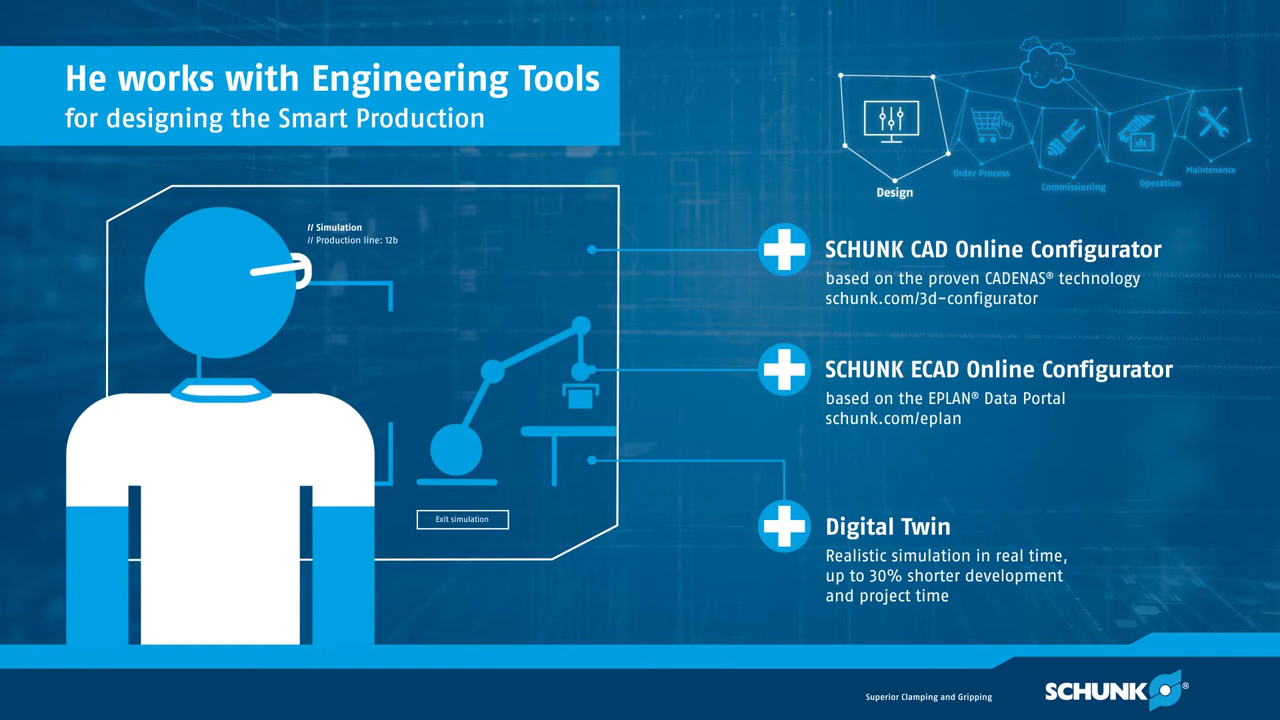 He works with Engineering Tools
for designing the Smart Production
Design
Order Process
Commissioning
Operation
Maintenance
// Simulation
// Production line: 12b
Exit simulation
SCHUNK CAD Online Configurator
based on the proven CADENAS® technology
schunk.com/3d-configurator
SCHUNK ECAD Online Configurator
based on the EPLAN® Data Portal
schunk.com/eplan
Digital Twin
Realistic simulation in real time,
up to 30% shorter development
and project time
Superior Clamping and Gripping
SCHUNK ®